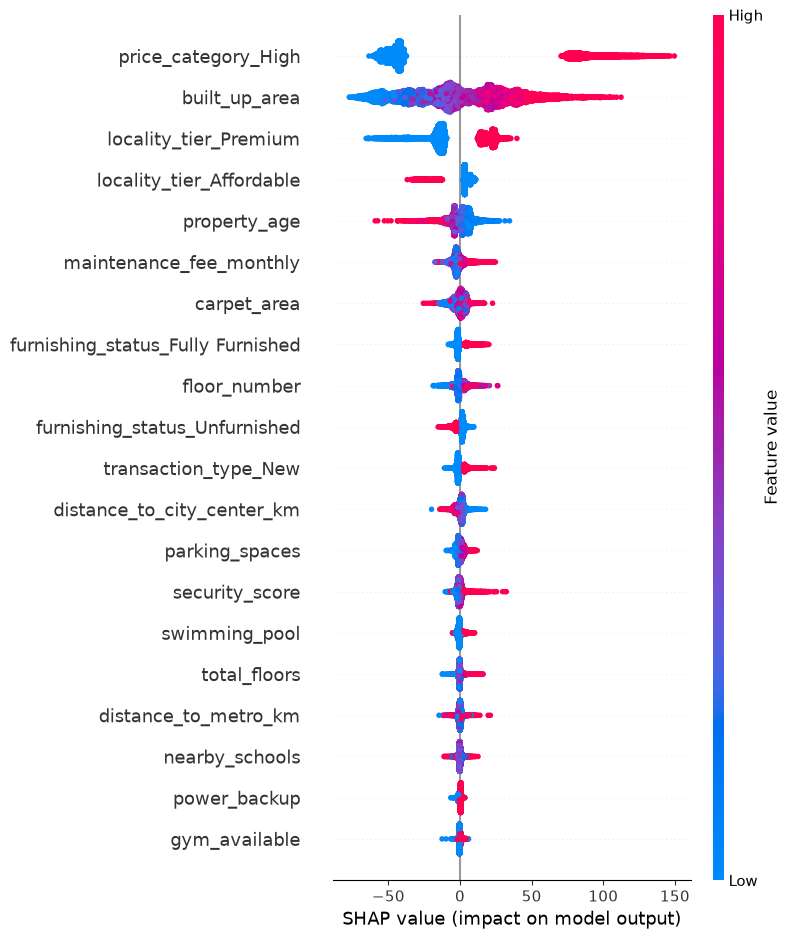 High
price_category_High
built_up_area
locality_tier_Premium
locality_tier_Affordable
property_age
maintenance_fee_monthly
carpet_area
furnishing_status_Fully Furnished
floor_number
furnishing_status_Unfurnished
transaction_type_New
distance_to_city_center_km
parking_spaces
security_score
swimming_pool
total_floors
distance_to_metro_km
nearby_schools
power_backup
gym_available
Feature value
Low
−50 0 50 100 150
SHAP value (impact on model output)